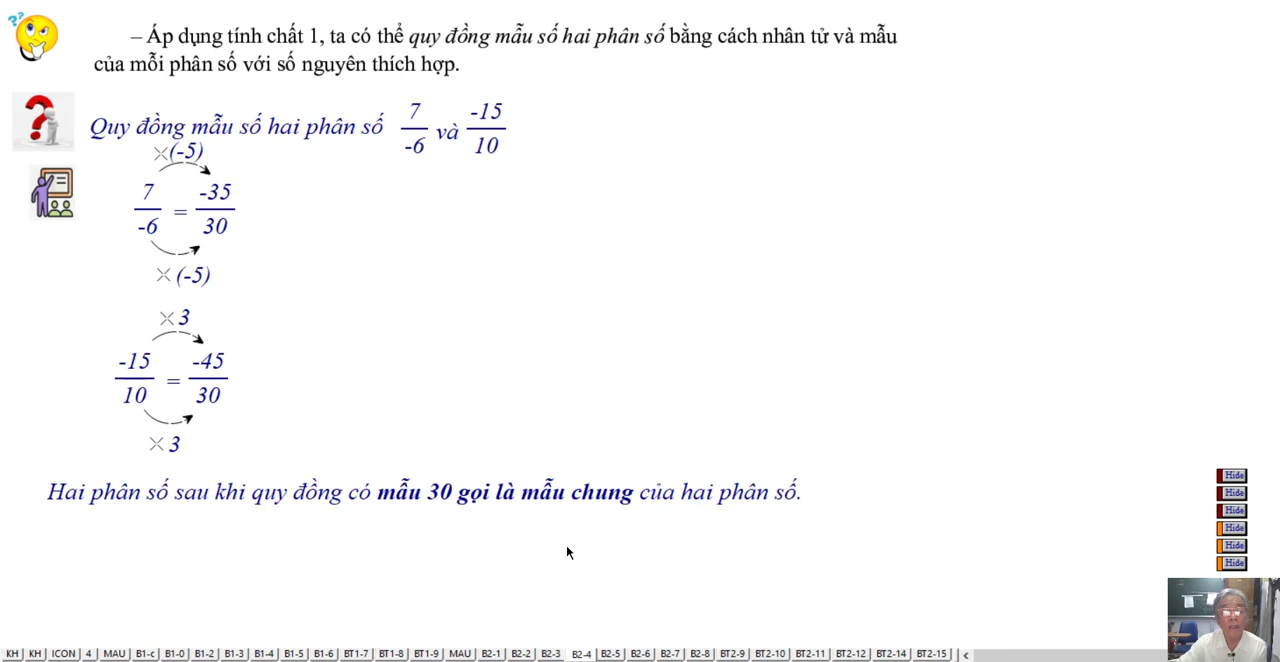 – Áp dụng tính chất 1, ta có thể quy đồng mẫu số hai phân số bằng cách nhân tử và mẫu
của mỗi phân số với số nguyên thích hợp.
Quy đồng mẫu số hai phân số 7/-6 và -15/10
×(-5)
7/-6 = -35/30
×(-5)
×3
-15/10 = -45/30
×3
Hai phân số sau khi quy đồng có mẫu 30 gọi là mẫu chung của hai phân số.
Hide
Hide
Hide
Hide
Hide
Hide
KH KH ICON 4 MAU B1-c B1-0 B1-2 B1-3 B1-4 B1-5 B1-6 BT1-7 BT1-8 BT1-9 MAU B2-1 B2-2 B2-3 B2-4 B2-5 B2-6 B2-7 B2-8 BT2-9 BT2-10 BT2-11 BT2-12 BT2-14 BT2-15